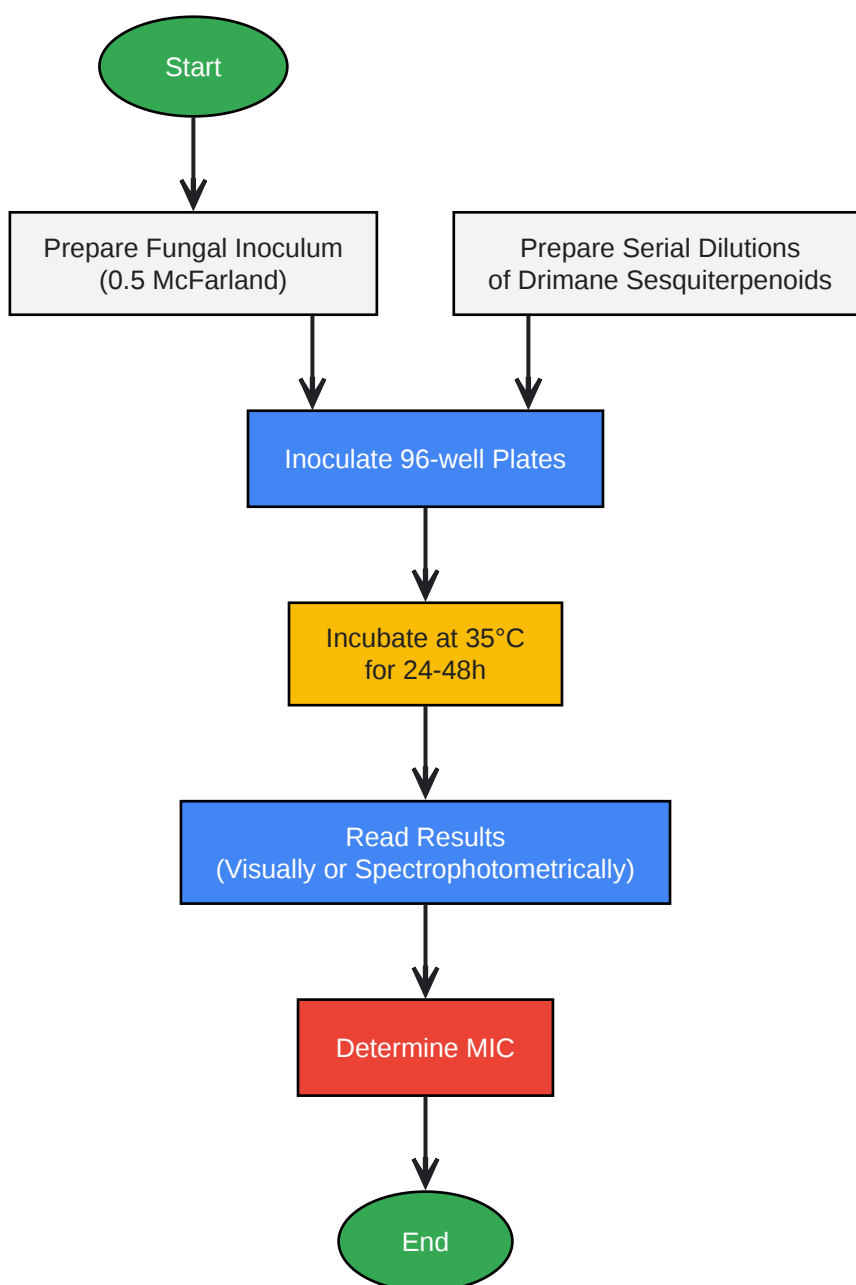 Start
Prepare Fungal Inoculum
(0.5 McFarland)
Prepare Serial Dilutions
of Drimane Sesquiterpenoids
Inoculate 96-well Plates
Incubate at 35°C
for 24-48h
Read Results
(Visually or Spectrophotometrically)
Determine MIC
End